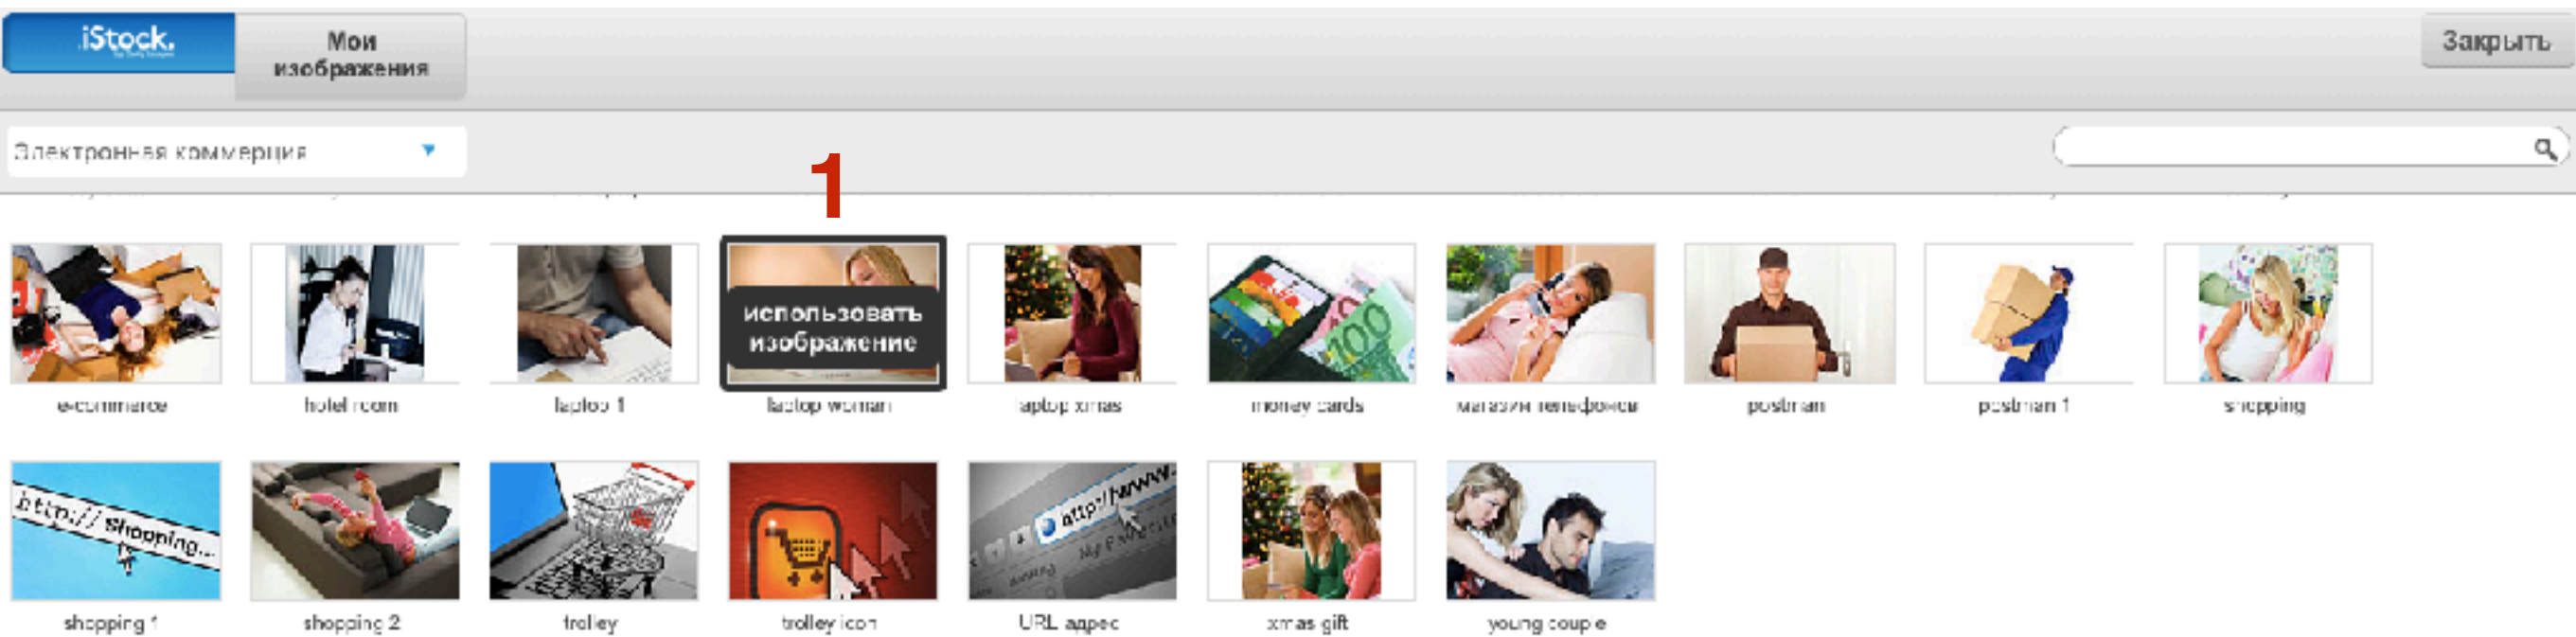 iStock.
Мои
изображения
Закрыть
Электронная коммерция
1
использовать
изображение
e-commerce
hotel room
laptop 1
laptop woman
laptop xmas
money cards
магазин телефонов
postman
postman 1
shopping
100
http:// Shopping...
http://www.
shopping 1
shopping 2
trolley
trolley icon
URL адрес
xmas gift
young couple